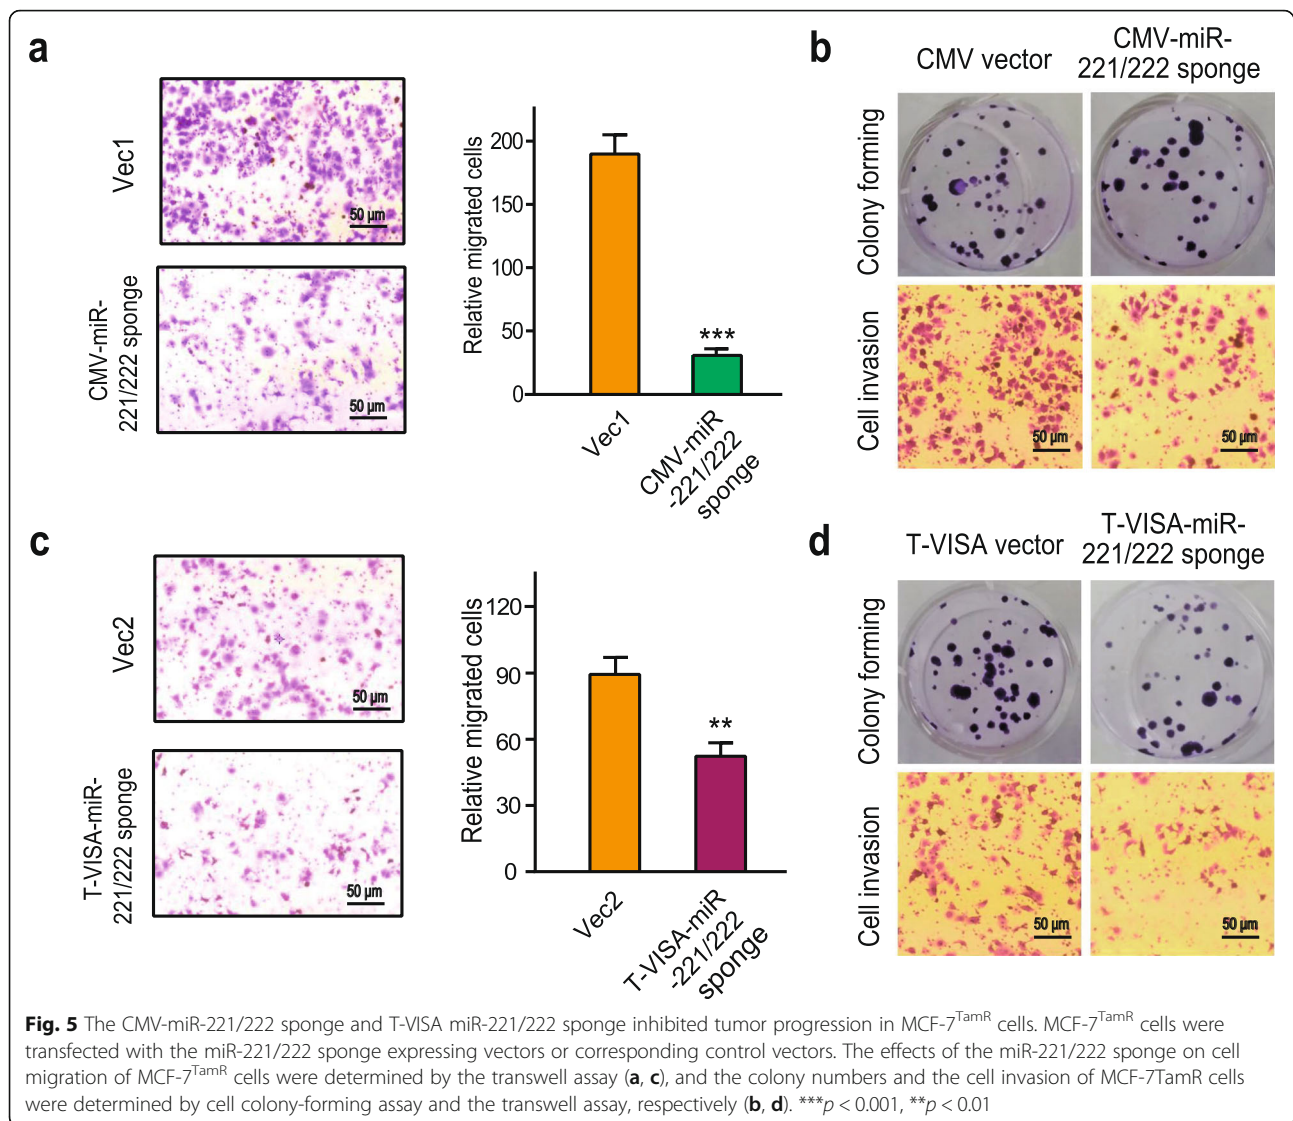 a
Vec1
50 µm
CMV-miR-
221/222 sponge
50 µm
Relative migrated cells
200
150
100
50
0
***
Vec1
CMV-miR
-221/222
sponge
b
CMV vector
CMV-miR-
221/222 sponge
Colony forming
Cell invasion
50 µm
50 µm
c
Vec2
50 µm
T-VISA-miR-
221/222 sponge
50 µm
Relative migrated cells
120
90
60
30
0
**
Vec2
T-VISA-miR
-221/222
sponge
d
T-VISA vector
T-VISA-miR-
221/222 sponge
Colony forming
Cell invasion
50 µm
50 µm
Fig. 5 The CMV-miR-221/222 sponge and T-VISA miR-221/222 sponge inhibited tumor progression in MCF-7TamR cells. MCF-7TamR cells were
transfected with the miR-221/222 sponge expressing vectors or corresponding control vectors. The effects of the miR-221/222 sponge on cell
migration of MCF-7TamR cells were determined by the transwell assay (a, c), and the colony numbers and the cell invasion of MCF-7TamR cells
were determined by cell colony-forming assay and the transwell assay, respectively (b, d). ***p < 0.001, **p < 0.01